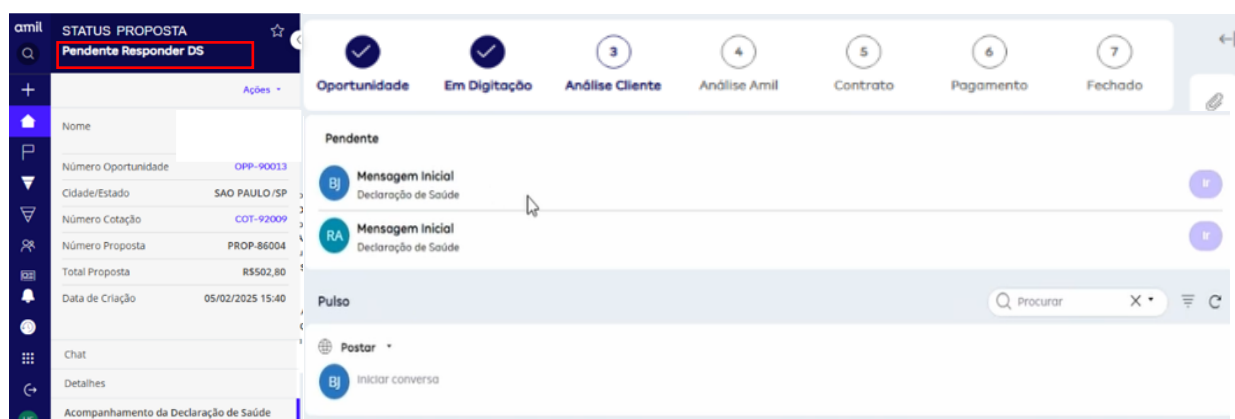 amil
STATUS PROPOSTA
Pendente Responder DS
Ações
Nome
Número Oportunidade OPP-90013
Cidade/Estado SAO PAULO/SP
Número Cotação COT-92009
Número Proposta PROP-86004
Total Proposta R$502,80
Data de Criação 05/02/2025 15:40
Chat
Detalhes
Acompanhamento da Declaração de Saúde
3 4 5 6 7
Oportunidade Em Digitação Análise Cliente Análise Amil Contrato Pagamento Fechado
Pendente
BJ Mensagem Inicial
Declaração de Saúde
Ir
RA Mensagem Inicial
Declaração de Saúde
Ir
Pulso
Procurar
Postar
BJ Iniciar conversa